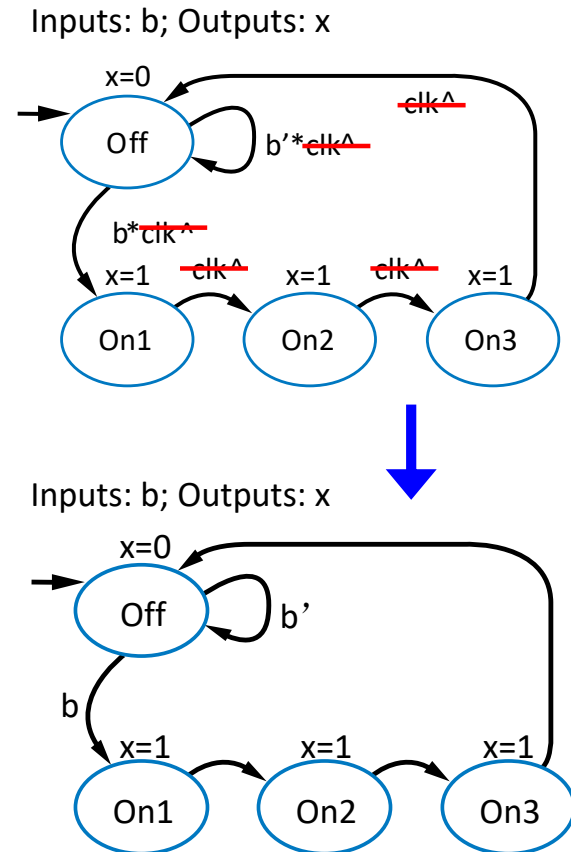 Inputs: b; Outputs: x
x=0
clk^
Off
b’*clk^
b*clk^
x=1
clk^
x=1
clk^
x=1
On1
On2
On3
Inputs: b; Outputs: x
x=0
Off
b’
b
x=1
x=1
x=1
On1
On2
On3